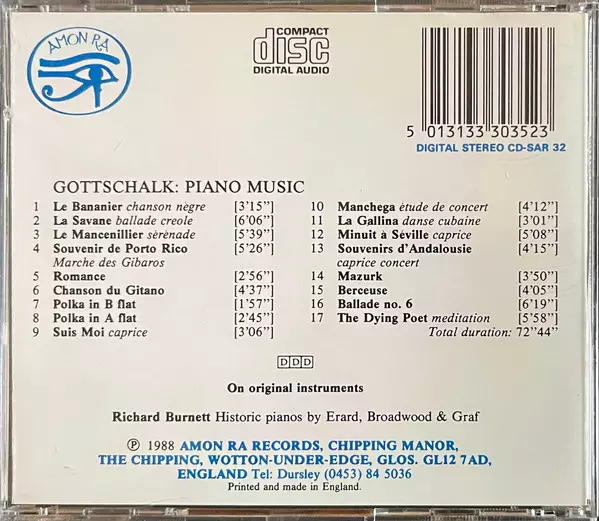 AMON RA
COMPACT
disc
DIGITAL AUDIO
5 013133 303523
DIGITAL STEREO CD-SAR 32
GOTTSCHALK: PIANO MUSIC
1 Le Bananier chanson nègre [3'15"]
2 La Savane ballade creole [6'06"]
3 Le Mancenillier sérénade [5'39"]
4 Souvenir de Porto Rico [5'26"]
Marche des Gibaros
5 Romance [2'56"]
6 Chanson du Gitano [4'37"]
7 Polka in B flat [1'57"]
8 Polka in A flat [2'45"]
9 Suis Moi caprice [3'06"]
10 Manchega étude de concert [4'12"]
11 La Gallina danse cubaine [3'01"]
12 Minuit à Séville caprice [5'08"]
13 Souvenirs d'Andalousie [4'15"]
caprice concert
14 Mazurk [3'50"]
15 Berceuse [4'05"]
16 Ballade no. 6 [6'19"]
17 The Dying Poet meditation [5'58"]
Total duration: 72"44"
DDD
On original instruments
Richard Burnett Historic pianos by Erard, Broadwood & Graf
Ⓟ 1988 AMON RA RECORDS, CHIPPING MANOR,
THE CHIPPING, WOTTON-UNDER-EDGE, GLOS. GL12 7AD,
ENGLAND Tel: Dursley (0453) 84 5036
Printed and made in England.